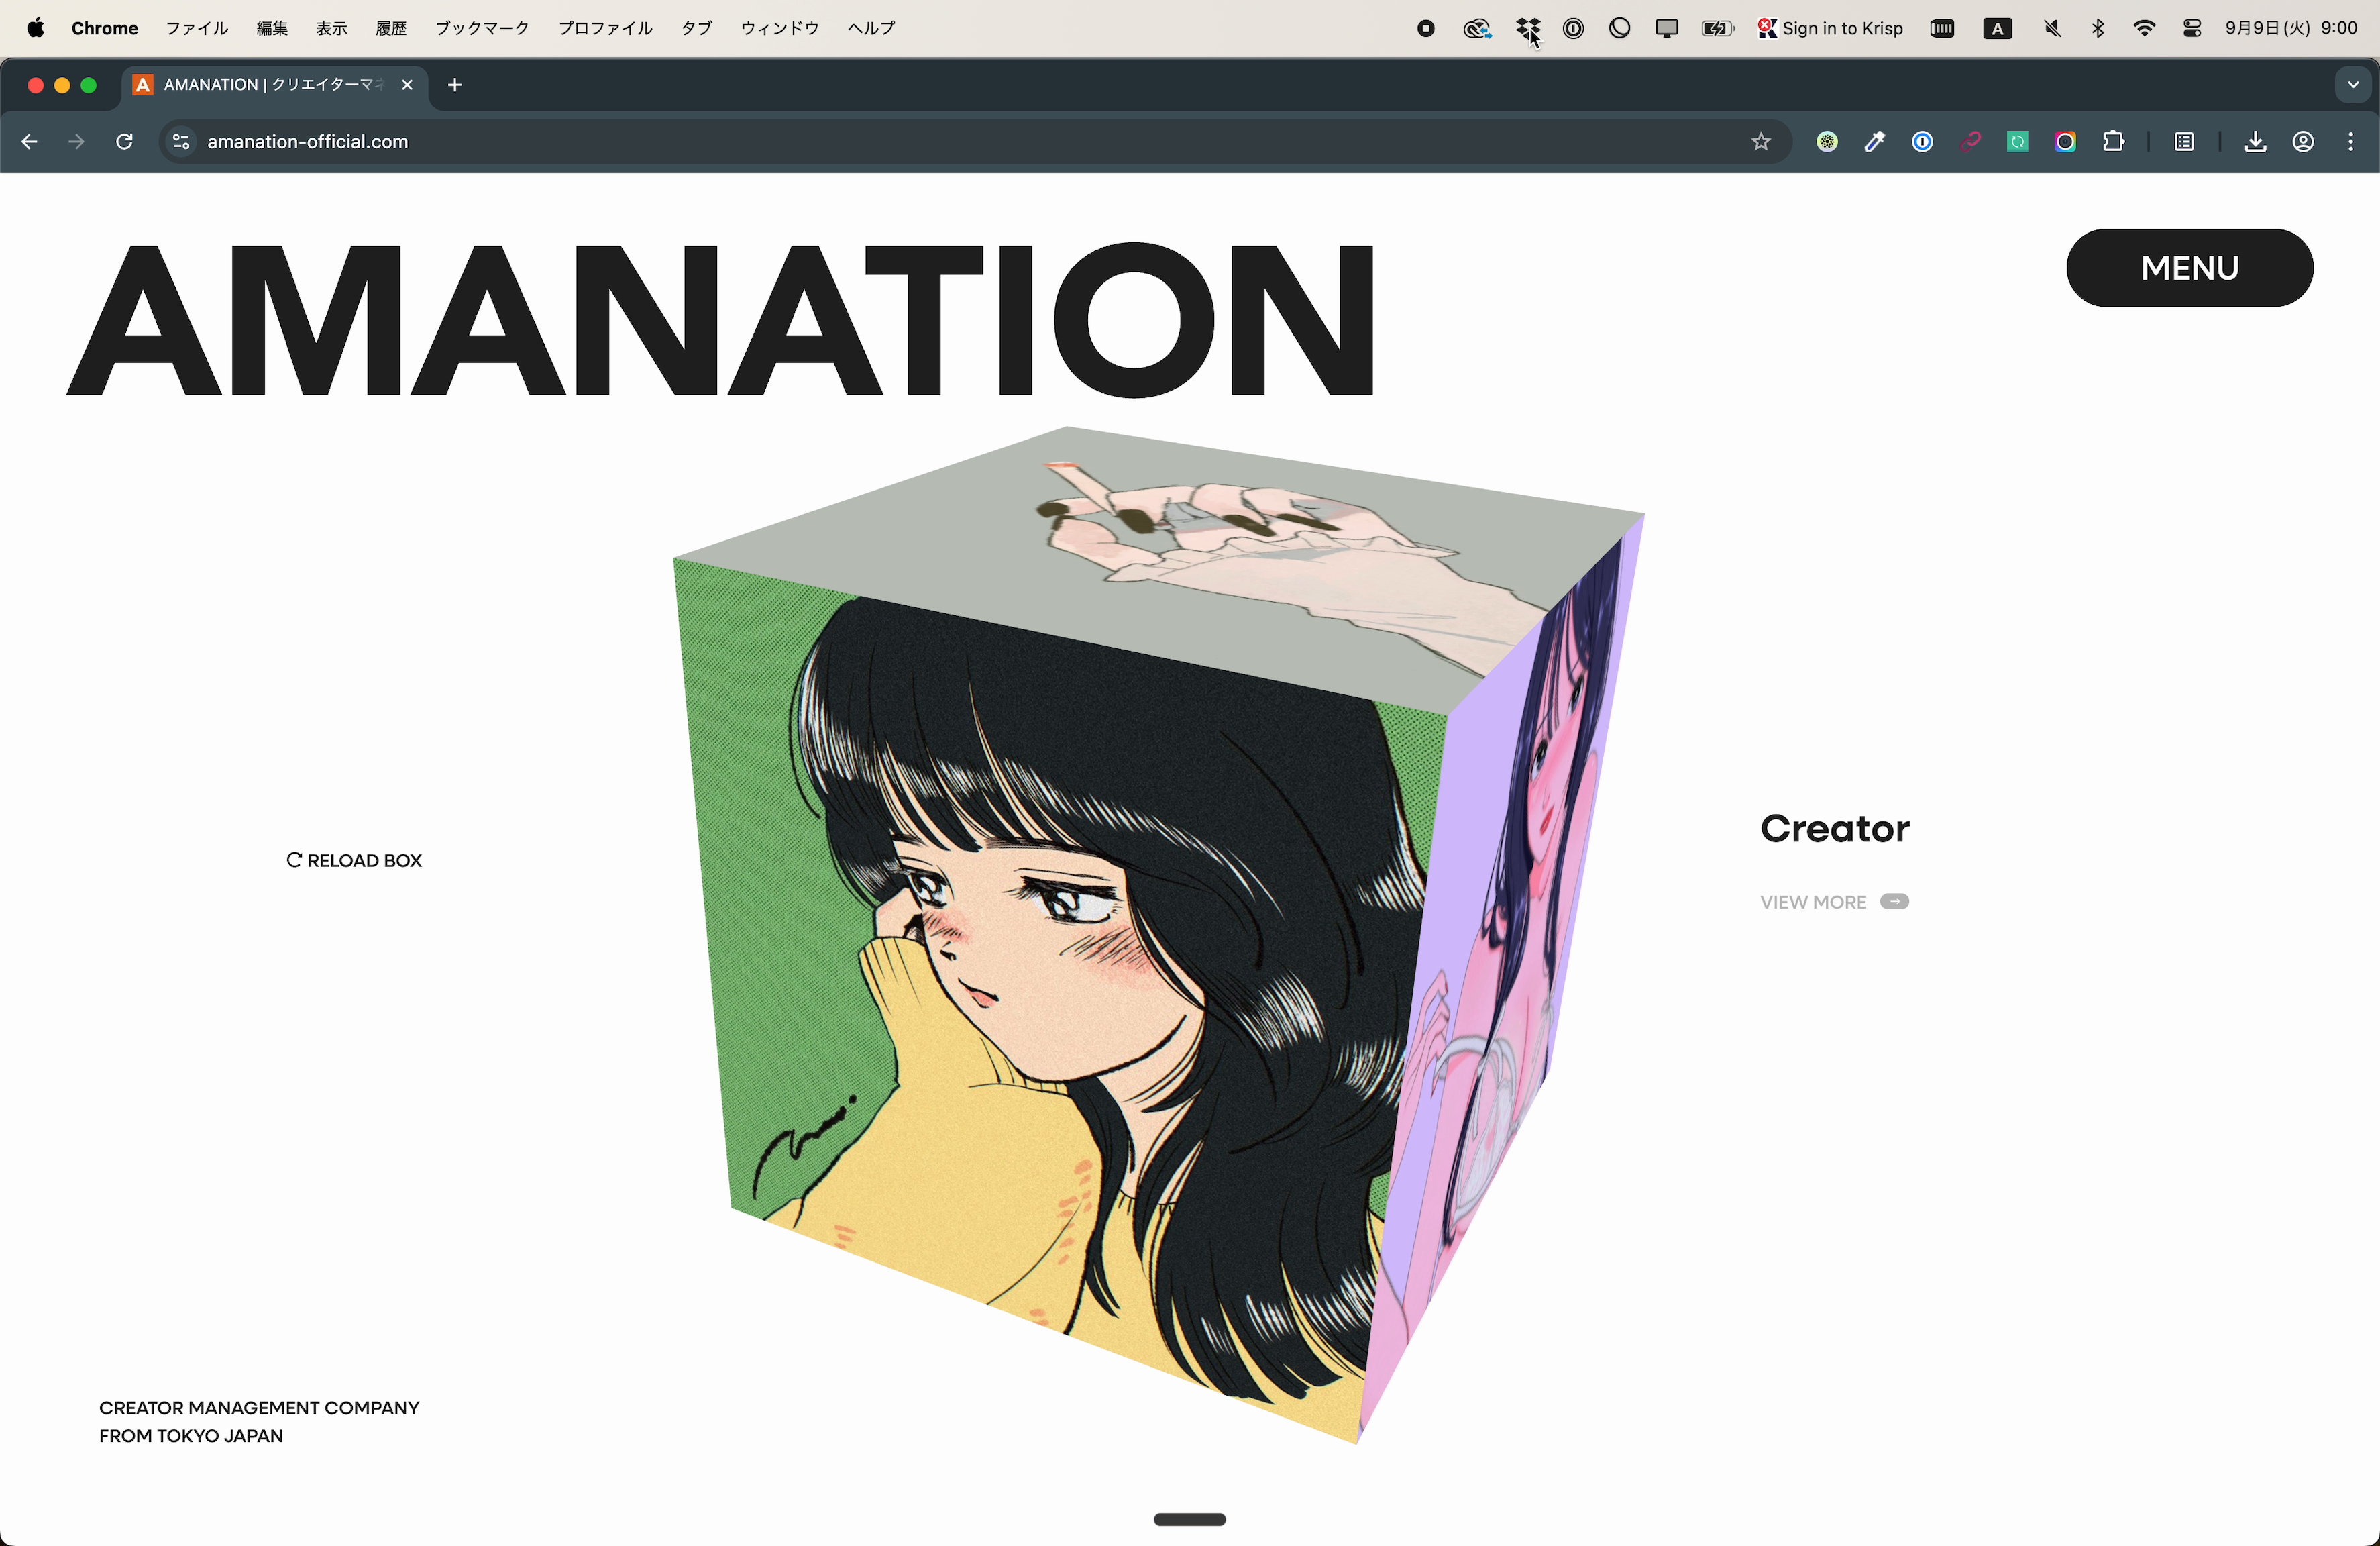 Chrome ファイル 編集 表示 履歴 ブックマーク プロファイル タブ ウィンドウ ヘルプ Sign in to Krisp A 9月9日(火) 9:00
A AMANATION | クリエイターマネ
amanation-official.com
AMANATION
MENU
Creator
RELOAD BOX
VIEW MORE
CREATOR MANAGEMENT COMPANY
FROM TOKYO JAPAN